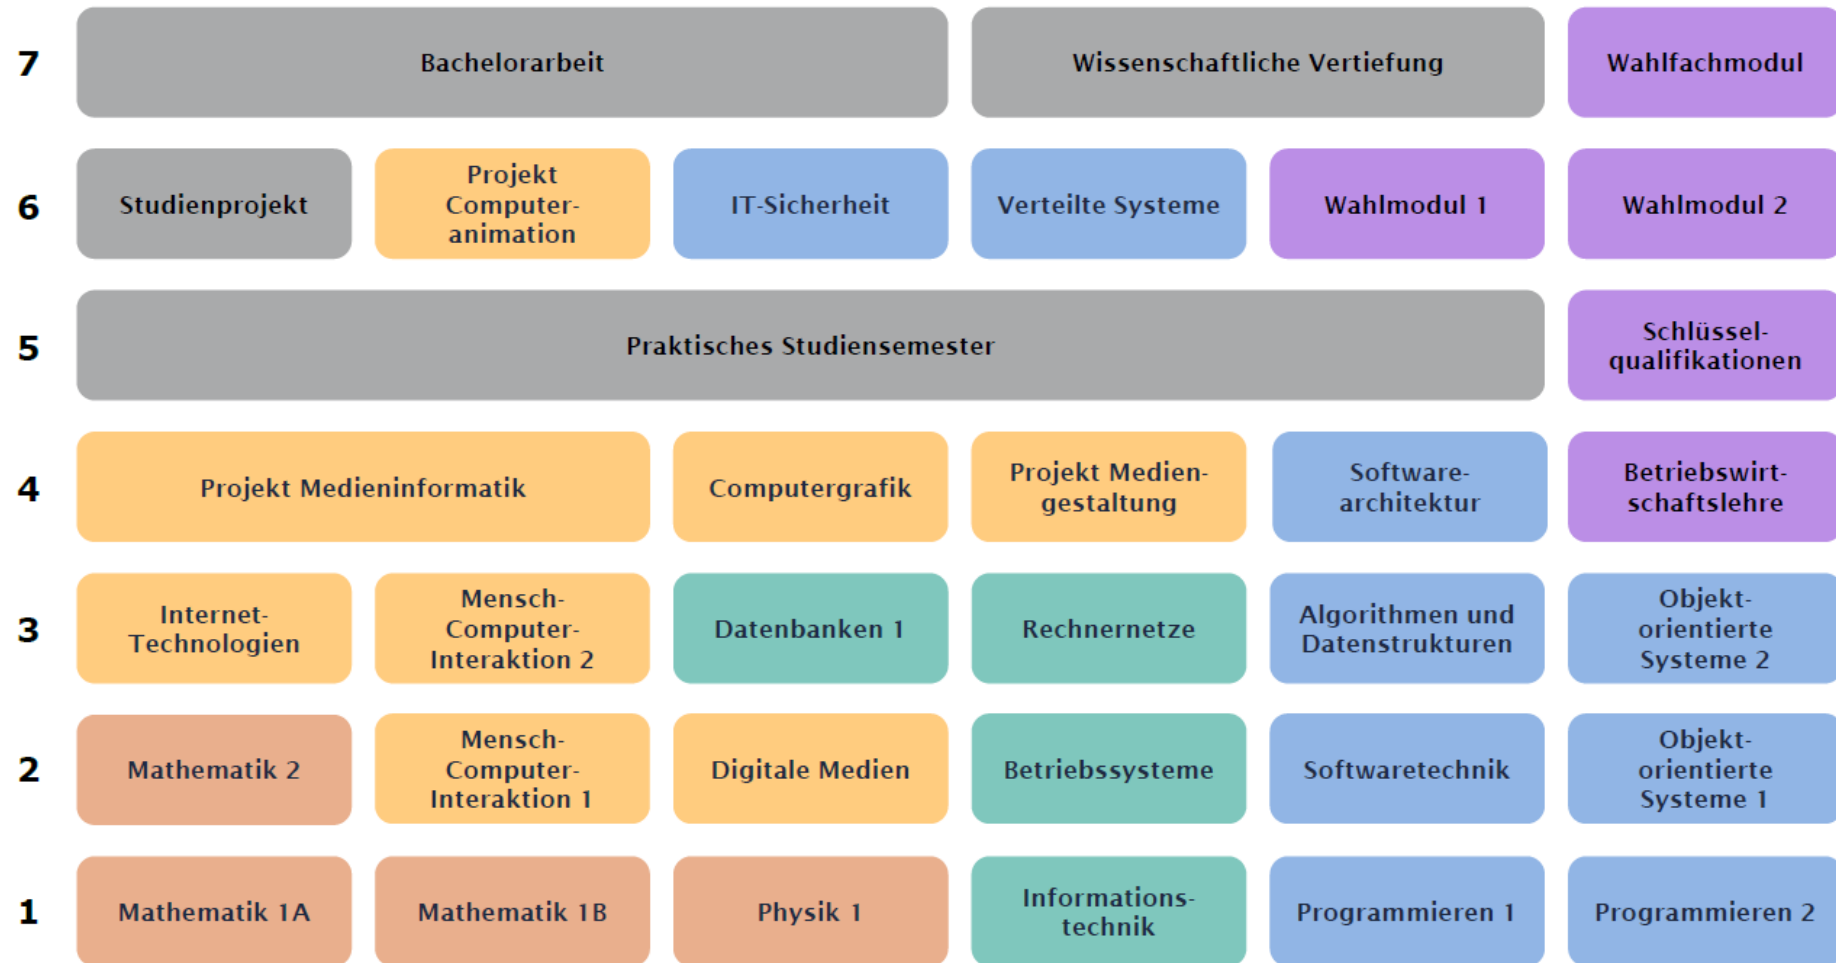 7
Bachelorarbeit
Wissenschaftliche Vertiefung
Wahlfachmodul
6
Studienprojekt
Projekt
Computer-
animation
IT-Sicherheit
Verteilte Systeme
Wahlmodul 1
Wahlmodul 2
5
Praktisches Studiensemester
Schlüssel-
qualifikationen
4
Projekt Medieninformatik
Computergrafik
Projekt Medien-
gestaltung
Software-
architektur
Betriebswirt-
schaftslehre
3
Internet-
Technologien
Mensch-
Computer-
Interaktion 2
Datenbanken 1
Rechnernetze
Algorithmen und
Datenstrukturen
Objekt-
orientierte
Systeme 2
2
Mathematik 2
Mensch-
Computer-
Interaktion 1
Digitale Medien
Betriebssysteme
Softwaretechnik
Objekt-
orientierte
Systeme 1
1
Mathematik 1A
Mathematik 1B
Physik 1
Informations-
technik
Programmieren 1
Programmieren 2